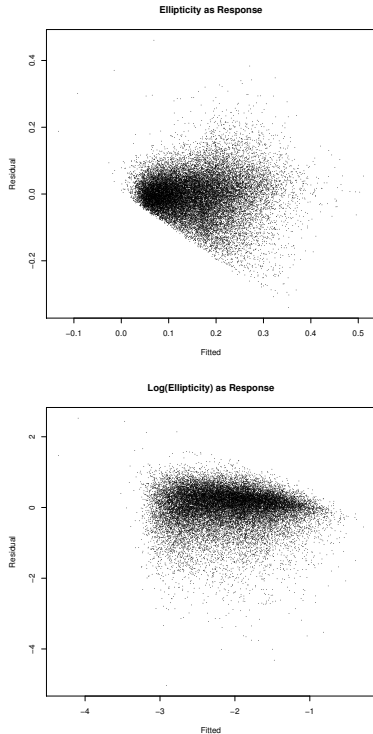 Ellipticity as Response
0.4
0.2
0.0
−0.2
Residual
−0.1 0.0 0.1 0.2 0.3 0.4 0.5
Fitted
Log(Ellipticity) as Response
2
0
−2
−4
Residual
−4 −3 −2 −1
Fitted